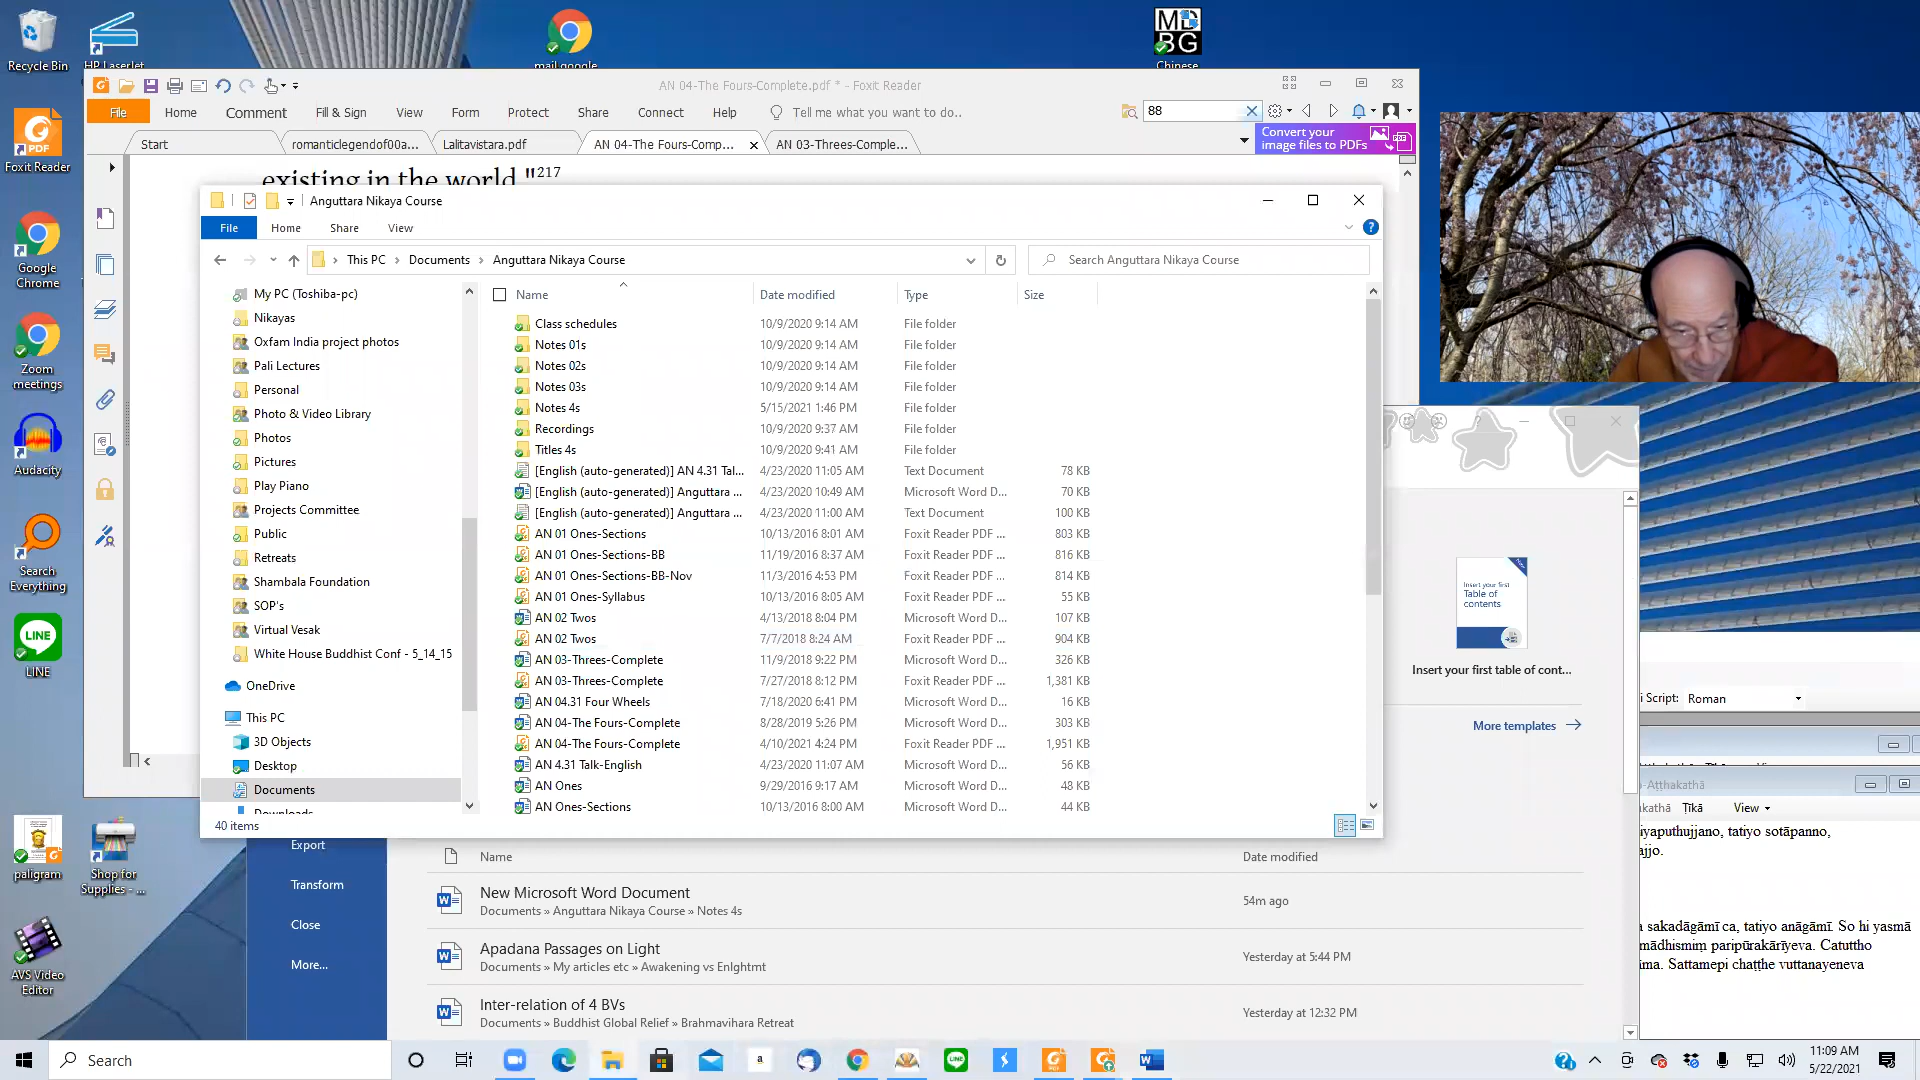 Recycle Bin
HP LaserJet
mail.google
MD BG
Chinese
AN 04-The Fours-Complete.pdf * - Foxit Reader
File
Home
Comment
Fill & Sign
View
Form
Protect
Share
Connect
Help
Tell me what you want to do..
88
Start
romanticlegendof00a...
Lalitavistara.pdf
AN 04-The Fours-Comp...
AN 03-Threes-Comple...
Convert your
image files to PDFs
existing in the world."217
Anguttara Nikaya Course
File
Home
Share
View
This PC
Documents
Anguttara Nikaya Course
Search Anguttara Nikaya Course
My PC (Toshiba-pc)
Nikayas
Oxfam India project photos
Pali Lectures
Personal
Photo & Video Library
Photos
Pictures
Play Piano
Projects Committee
Public
Retreats
Shambala Foundation
SOP's
Virtual Vesak
White House Buddhist Conf - 5_14_15
OneDrive
This PC
3D Objects
Desktop
Documents
Downloads
Name Date modified Type Size
Class schedules 10/9/2020 9:14 AM File folder
Notes 01s 10/9/2020 9:14 AM File folder
Notes 02s 10/9/2020 9:14 AM File folder
Notes 03s 10/9/2020 9:14 AM File folder
Notes 4s 5/15/2021 1:46 PM File folder
Recordings 10/9/2020 9:37 AM File folder
Titles 4s 10/9/2020 9:41 AM File folder
[English (auto-generated)] AN 4.31 Tal... 4/23/2020 11:05 AM Text Document 78 KB
[English (auto-generated)] Anguttara ... 4/23/2020 10:49 AM Microsoft Word D... 70 KB
[English (auto-generated)] Anguttara ... 4/23/2020 11:00 AM Text Document 100 KB
AN 01 Ones-Sections 10/13/2016 8:01 AM Foxit Reader PDF ... 803 KB
AN 01 Ones-Sections-BB 11/19/2016 8:37 AM Foxit Reader PDF ... 816 KB
AN 01 Ones-Sections-BB-Nov 11/3/2016 4:53 PM Foxit Reader PDF ... 814 KB
AN 01 Ones-Syllabus 10/13/2016 8:05 AM Foxit Reader PDF ... 55 KB
AN 02 Twos 4/13/2018 8:04 PM Microsoft Word D... 107 KB
AN 02 Twos 7/7/2018 8:24 AM Foxit Reader PDF ... 904 KB
AN 03-Threes-Complete 11/9/2018 9:22 PM Microsoft Word D... 326 KB
AN 03-Threes-Complete 7/27/2018 8:12 PM Foxit Reader PDF ... 1,381 KB
AN 04.31 Four Wheels 7/18/2020 6:41 PM Microsoft Word D... 16 KB
AN 04-The Fours-Complete 8/28/2019 5:26 PM Microsoft Word D... 303 KB
AN 04-The Fours-Complete 4/10/2021 4:24 PM Foxit Reader PDF ... 1,951 KB
AN 4.31 Talk-English 4/23/2020 11:07 AM Microsoft Word D... 56 KB
AN Ones 9/29/2016 9:17 AM Microsoft Word D... 48 KB
AN Ones-Sections 10/13/2016 8:00 AM Microsoft Word D... 44 KB
40 items
Foxit Reader
Google
Chrome
Zoom
meetings
Audacity
Search
Everything
LINE
paligram
Shop for
Supplies - ...
AVS Video
Editor
Insert your first
Table of
contents
Insert your first table of cont...
More templates
i Script: Roman
-Aṭṭhakathā
kathā Ṭīkā View
iyaputhujjano, tatiyo sotāpanno,
ajjo.
a sakadāgāmī ca, tatiyo anāgāmī. So hi yasmā
mādhismiṃ paripūrakārīyeva. Catuttho
ima. Sattamepi chaṭṭhe vuttanayeneva
Export
Transform
Close
More...
Name Date modified
New Microsoft Word Document
Documents » Anguttara Nikaya Course » Notes 4s
54m ago
Apadana Passages on Light
Documents » My articles etc » Awakening vs Enlghtmt
Yesterday at 5:44 PM
Inter-relation of 4 BVs
Documents » Buddhist Global Relief » Brahmavihara Retreat
Yesterday at 12:32 PM
Search
11:09 AM
5/22/2021